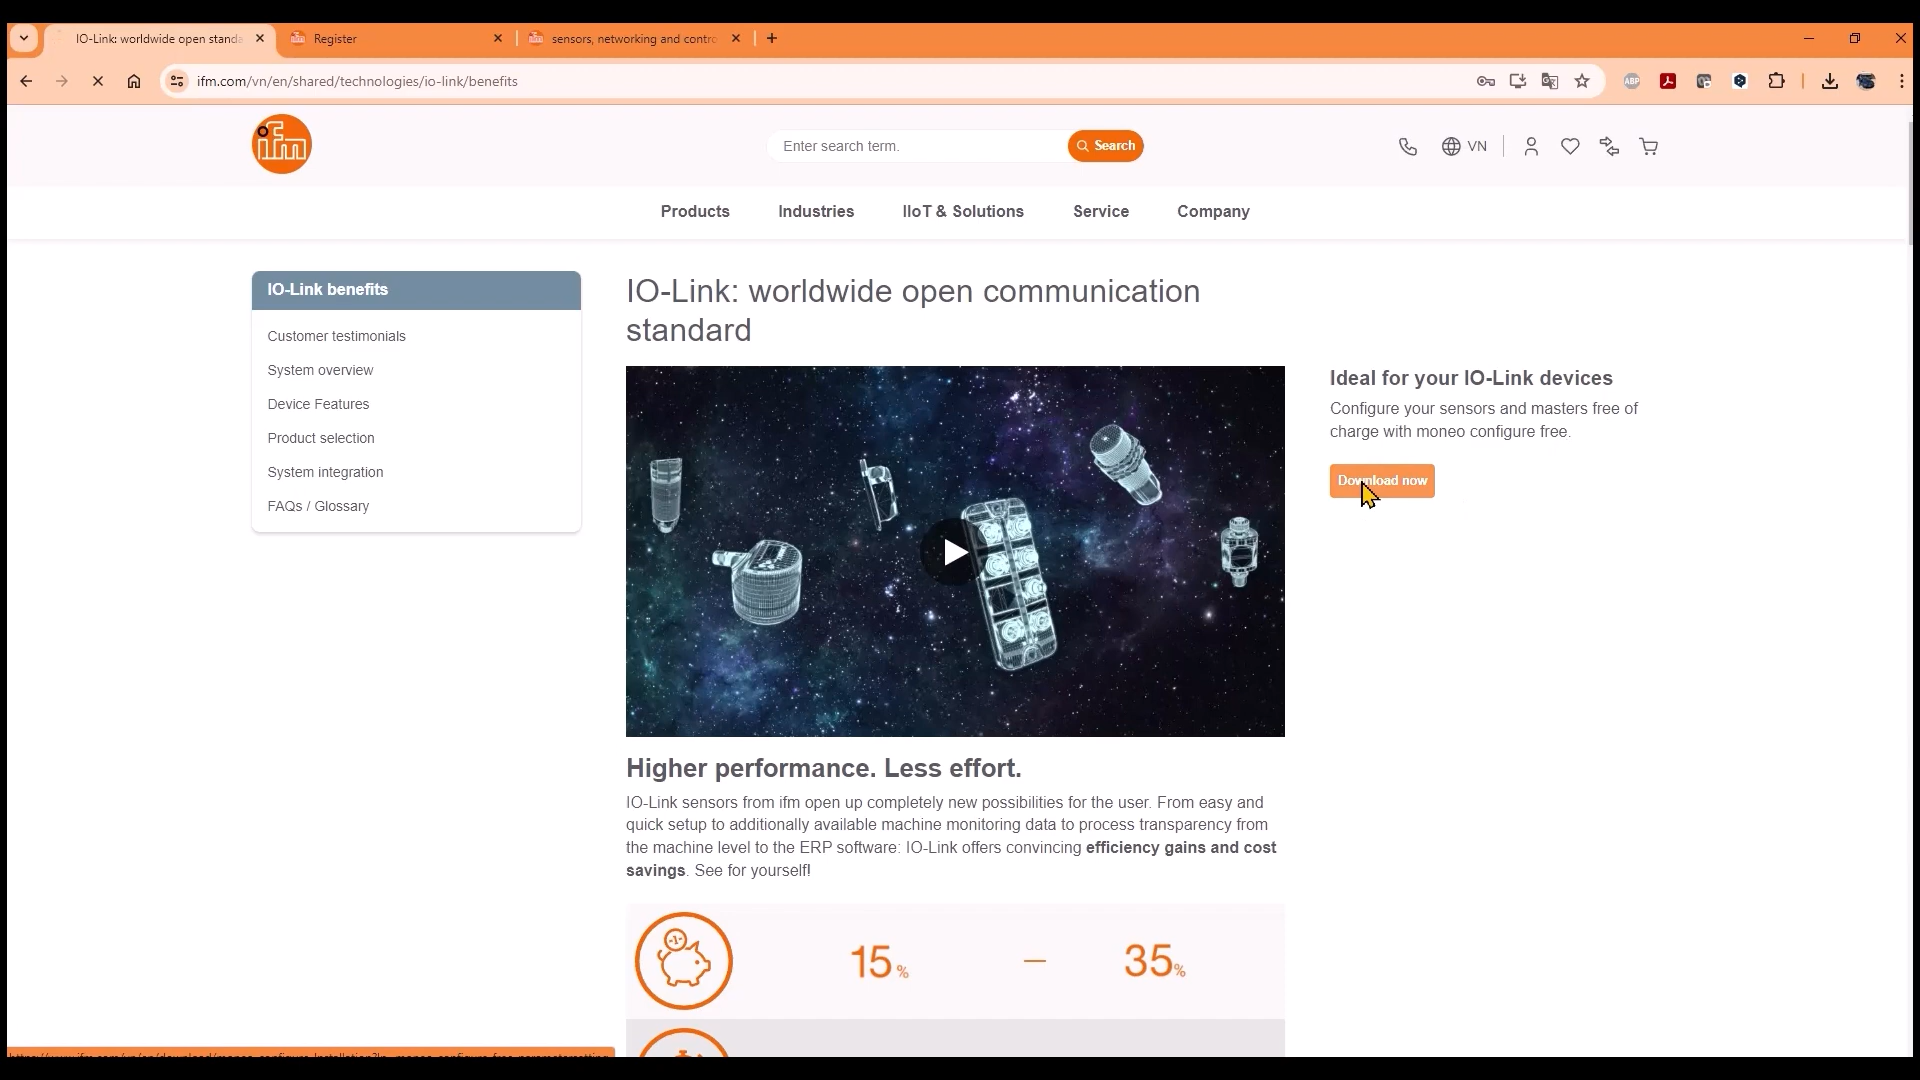 IO-Link: worldwide open standa
Register
sensors, networking and contro
ifm.com/vn/en/shared/technologies/io-link/benefits
ABP
ifm
Enter search term.
Search
VN
Products
Industries
IIoT & Solutions
Service
Company
IO-Link benefits
Customer testimonials
System overview
Device Features
Product selection
System integration
FAQs / Glossary
IO-Link: worldwide open communication
standard
Ideal for your IO-Link devices
Configure your sensors and masters free of
charge with moneo configure free.
Download now
Higher performance. Less effort.
IO-Link sensors from ifm open up completely new possibilities for the user. From easy and
quick setup to additionally available machine monitoring data to process transparency from
the machine level to the ERP software: IO-Link offers convincing efficiency gains and cost
savings. See for yourself!
15 % — 35 %